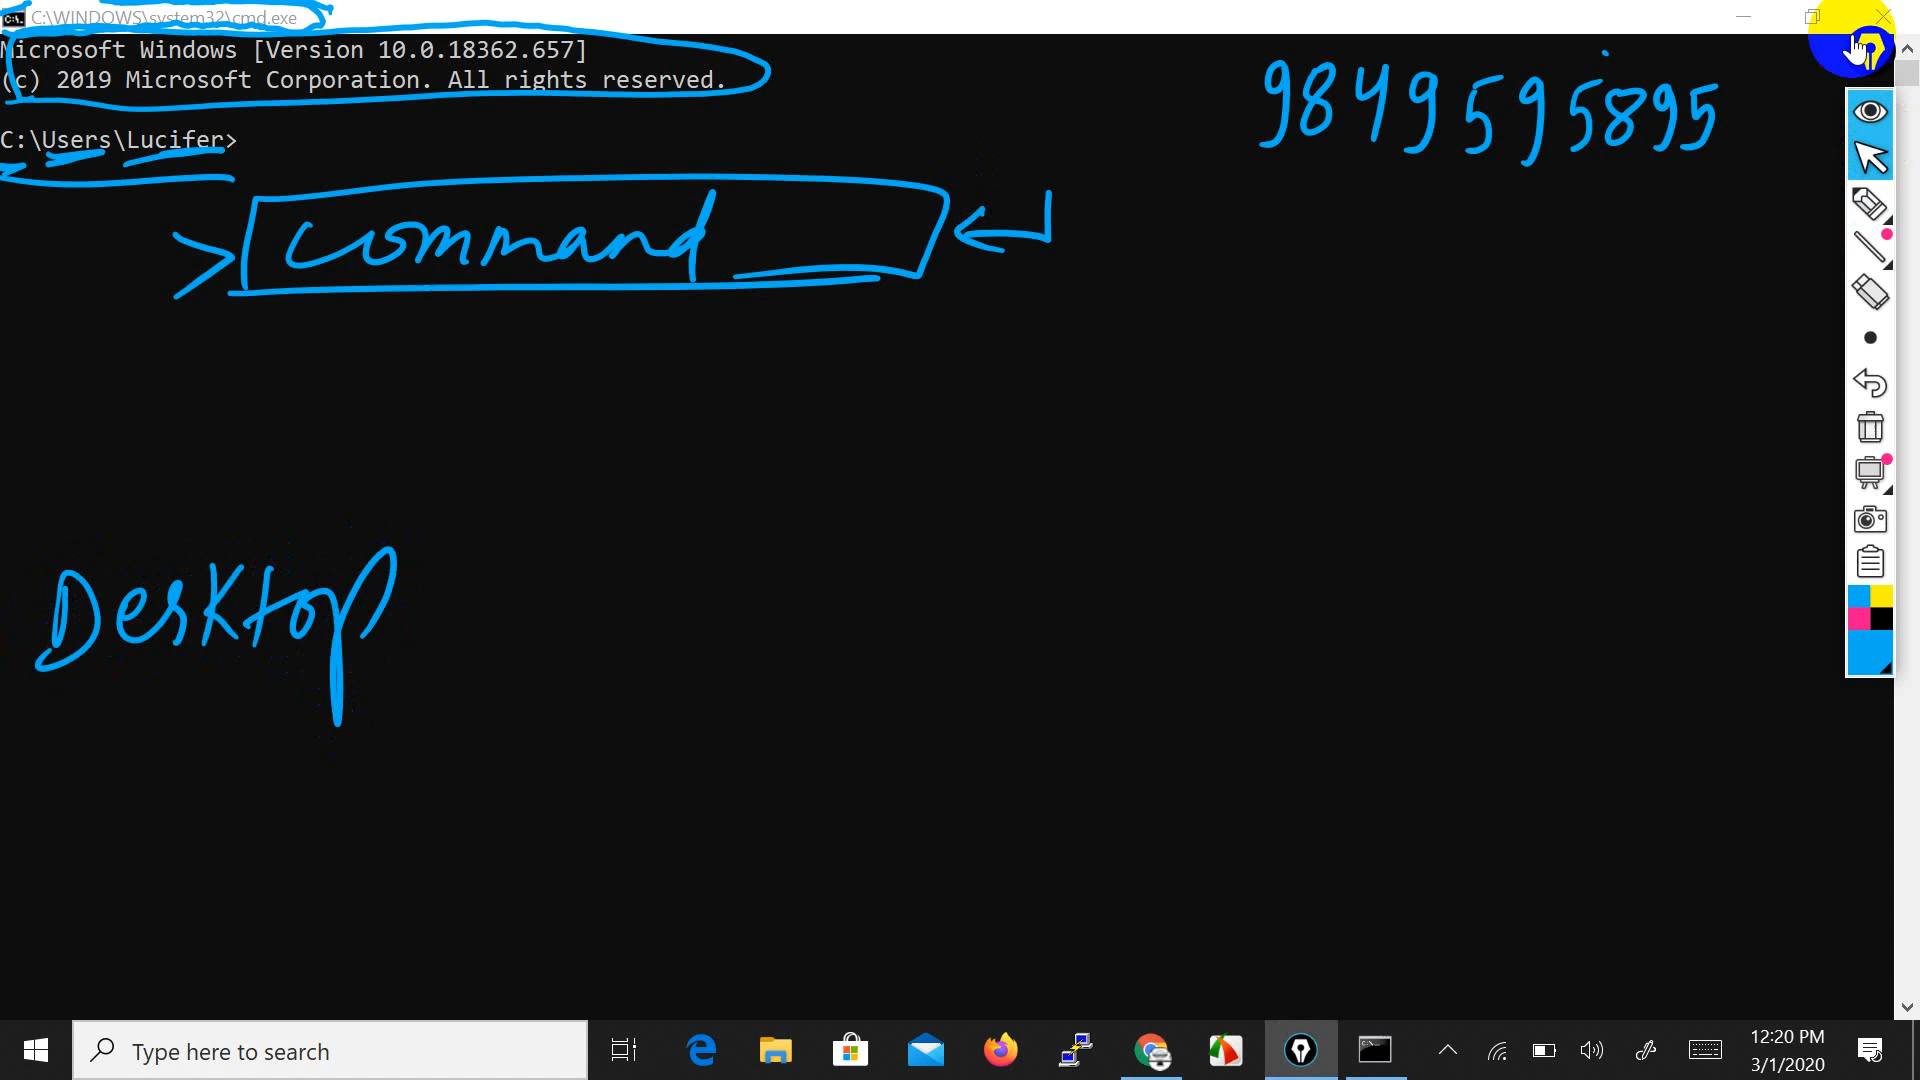 C:\WINDOWS\system32\cmd.exe
Microsoft Windows [Version 10.0.18362.657]
(c) 2019 Microsoft Corporation. All rights reserved.
9849595895
C:\Users\Lucifer>
> command
Desktop
Type here to search
12:20 PM
3/1/2020